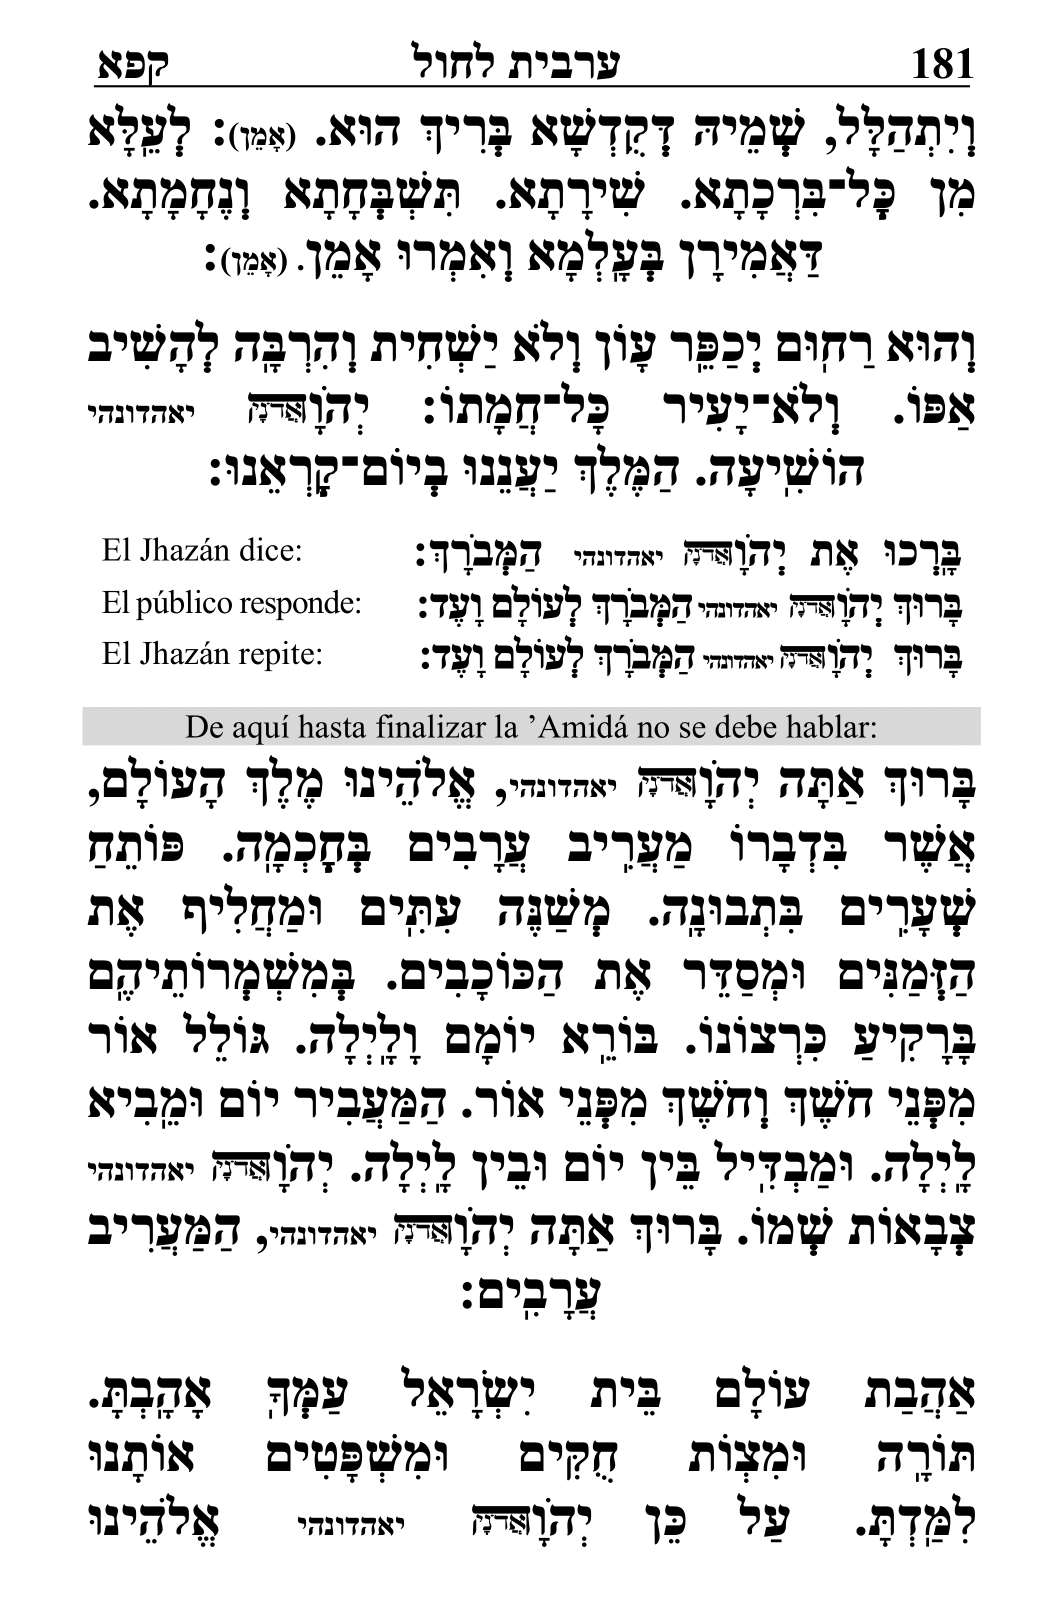 181 ערבית לחול קפא
וְיִתְהַלָּל, שְׁמֵיהּ דְּקֻדְשָׁא בְּרִיךְ הוּא. (אָמֵן): לְעֵלָּא
מִן כָּל־בִּרְכָתָא. שִׁירָתָא. תִּשְׁבְּחָתָא וְנֶחָמָתָא.
דַּאֲמִירָן בְּעָלְמָא וְאִמְרוּ אָמֵן. (אָמֵן):
וְהוּא רַחוּם יְכַפֵּר עָוֹן וְלֹא יַשְׁחִית וְהִרְבָּה לְהָשִׁיב
אַפּוֹ. וְלֹא־יָעִיר כָּל־חֲמָתוֹ: יְהֹוָאֲדֹנָיּ יאהדונהי
הוֹשִׁיעָה. הַמֶּלֶךְ יַעֲנֵנוּ בְיוֹם־קָרְאֵנוּ:
El Jhazán dice: בָּרְכוּ אֶת יְהֹוָאֲדֹנָיּ יאהדונהי הַמְּבֹרָךְ:
El público responde: בָּרוּךְ יְהֹוָאֲדֹנָיּ יאהדונהי הַמְּבֹרָךְ לְעוֹלָם וָעֶד:
El Jhazán repite: בָּרוּךְ יְהֹוָאֲדֹנָיּ יאהדונהי הַמְּבֹרָךְ לְעוֹלָם וָעֶד:
De aquí hasta finalizar la ’Amidá no se debe hablar:
בָּרוּךְ אַתָּה יְהֹוָאֲדֹנָיּ יאהדונהי, אֱלֹהֵינוּ מֶלֶךְ הָעוֹלָם,
אֲשֶׁר בִּדְבָרוֹ מַעֲרִיב עֲרָבִים בְּחָכְמָה. פּוֹתֵחַ
שְׁעָרִים בִּתְבוּנָה. מְשַׁנֶּה עִתִּים וּמַחֲלִיף אֶת
הַזְּמַנִּים וּמְסַדֵּר אֶת הַכּוֹכָבִים. בְּמִשְׁמְרוֹתֵיהֶם
בָּרָקִיעַ כִּרְצוֹנוֹ. בּוֹרֵא יוֹמָם וָלָיְלָה. גּוֹלֵל אוֹר
מִפְּנֵי חֹשֶׁךְ וְחֹשֶׁךְ מִפְּנֵי אוֹר. הַמַּעֲבִיר יוֹם וּמֵבִיא
לָיְלָה. וּמַבְדִּיל בֵּין יוֹם וּבֵין לָיְלָה. יְהֹוָאֲדֹנָיּ יאהדונהי
צְבָאוֹת שְׁמוֹ. בָּרוּךְ אַתָּה יְהֹוָאֲדֹנָיּ יאהדונהי, הַמַּעֲרִיב
עֲרָבִים:
אַהֲבַת עוֹלָם בֵּית יִשְׂרָאֵל עַמְּךָ אָהָבְתָּ.
תּוֹרָה וּמִצְוֹת חֻקִּים וּמִשְׁפָּטִים אוֹתָנוּ
לִמַּדְתָּ. עַל כֵּן יְהֹוָאֲדֹנָיּ יאהדונהי אֱלֹהֵינוּ